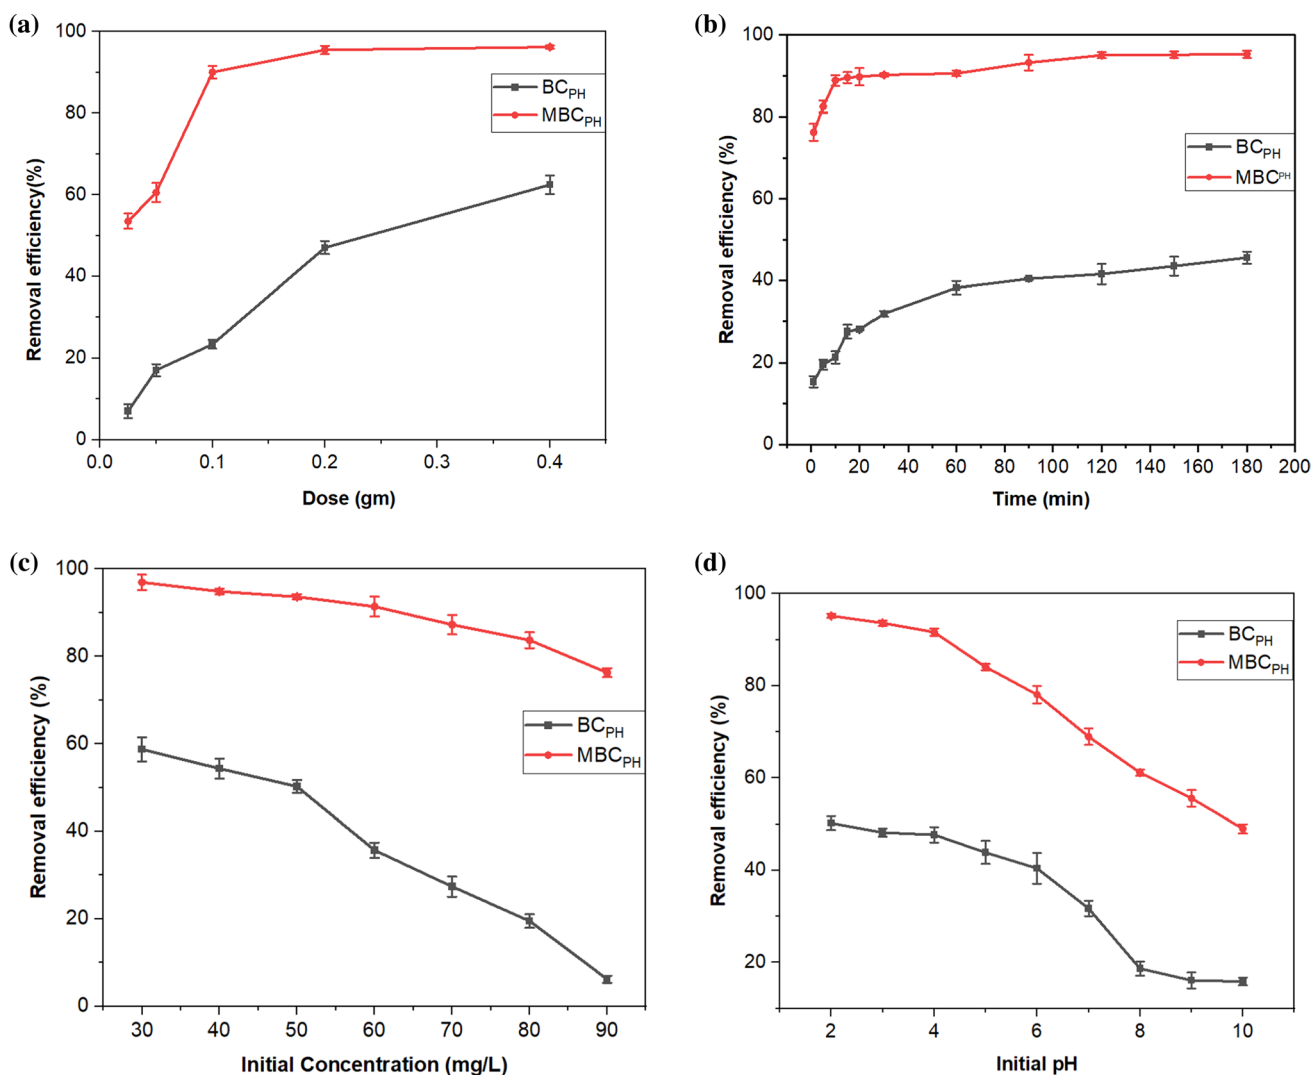 (a)
100
80
60
40
20
0
Removal efficiency(%)
BCPH
MBCPH
0.0 0.1 0.2 0.3 0.4
Dose (gm)
(b)
100
80
60
40
20
0
Removal efficiency (%)
BCPH
MBCPH
0 20 40 60 80 100 120 140 160 180 200
Time (min)
(c)
100
80
60
40
20
0
Removal efficiency (%)
BCPH
MBCPH
30 40 50 60 70 80 90
Initial Concentration (mg/L)
(d)
100
80
60
40
20
Removal efficiency (%)
BCPH
MBCPH
2 4 6 8 10
Initial pH